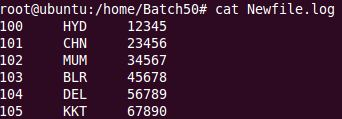 root@ubuntu:/home/Batch50# cat Newfile.log
100 HYD 12345
101 CHN 23456
102 MUM 34567
103 BLR 45678
104 DEL 56789
105 KKT 67890